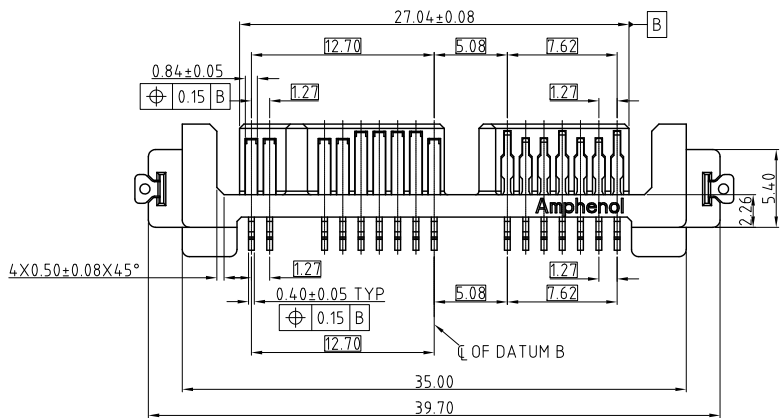 27.04±0.08
B
12.70
5.08
7.62
0.84±0.05
⌖ 0.15 B
1.27
1.27
5.40
2.26
Amphenol
4X0.50±0.08X45°
1.27
1.27
0.40±0.05 TYP
5.08
7.62
⌖ 0.15 B
12.70
℄ OF DATUM B
35.00
39.70